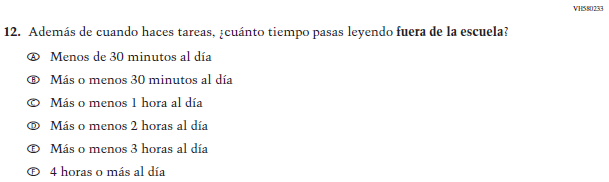 VH580233
12. Además de cuando haces tareas, ¿cuánto tiempo pasas leyendo fuera de la escuela?
A Menos de 30 minutos al día
B Más o menos 30 minutos al día
C Más o menos 1 hora al día
D Más o menos 2 horas al día
E Más o menos 3 horas al día
F 4 horas o más al día